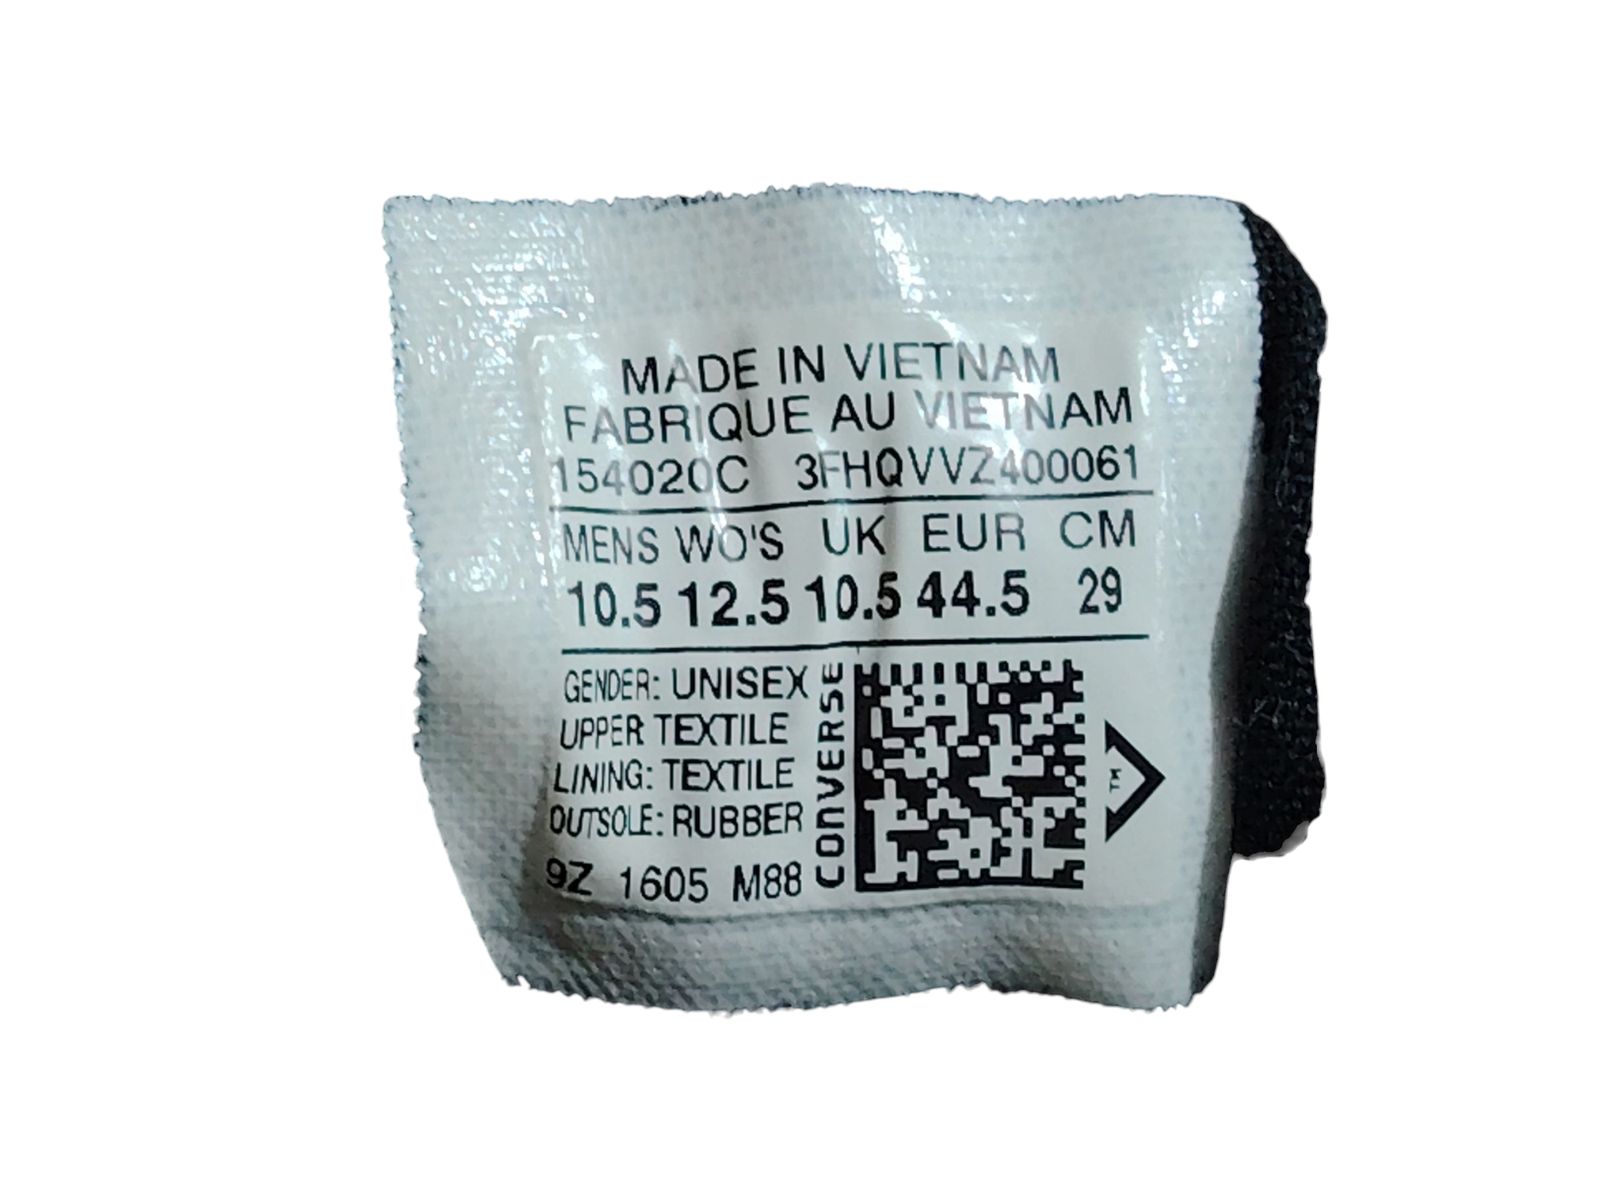 MADE IN VIETNAM
FABRIQUE AU VIETNAM
154020C 3FHQVVZ400061
MENS WO'S UK EUR CM
10.5 12.5 10.5 44.5 29
GENDER: UNISEX
UPPER TEXTILE
LINING: TEXTILE
OUTSOLE: RUBBER
9Z 1605 M88
CONVERSE
TM